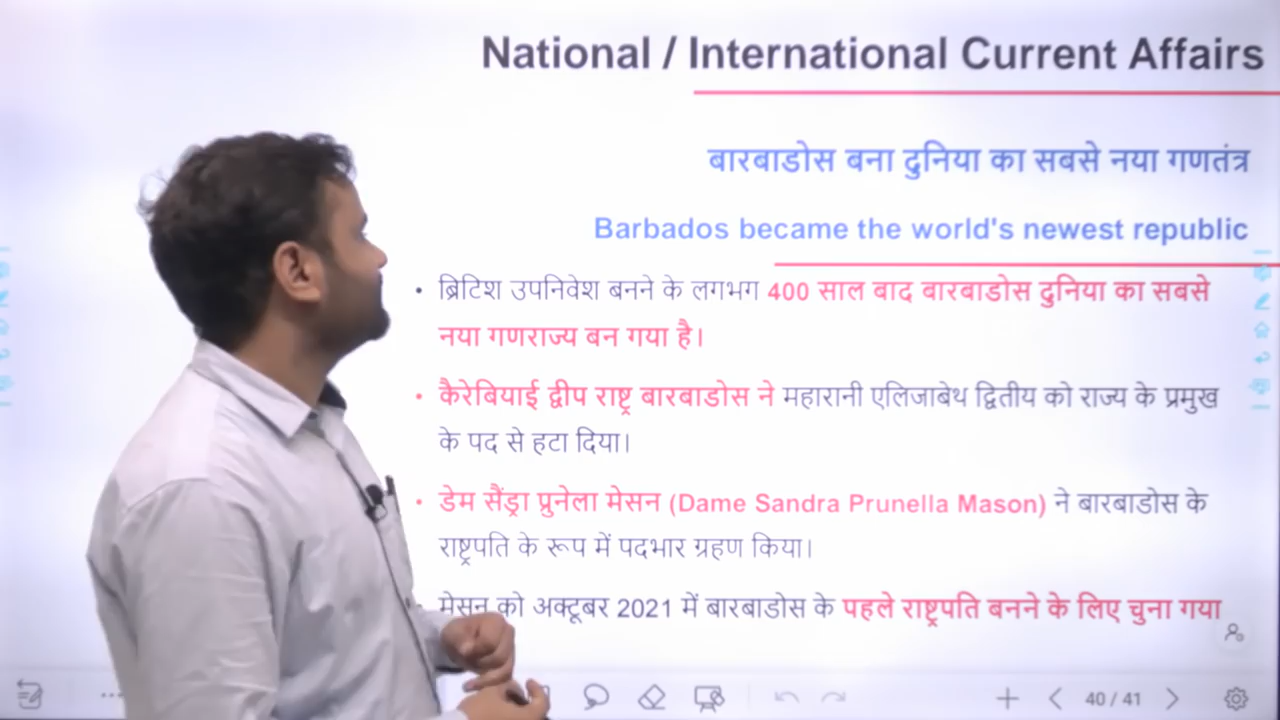 National / International Current Affairs
बारबाडोस बना दुनिया का सबसे नया गणतंत्र
Barbados became the world's newest republic
• ब्रिटिश उपनिवेश बनने के लगभग 400 साल बाद बारबाडोस दुनिया का सबसे
नया गणराज्य बन गया है।
• कैरेबियाई द्वीप राष्ट्र बारबाडोस ने महारानी एलिजाबेथ द्वितीय को राज्य के प्रमुख
के पद से हटा दिया।
• डेम सैंड्रा प्रुनेला मेसन (Dame Sandra Prunella Mason) ने बारबाडोस के
राष्ट्रपति के रूप में पदभार ग्रहण किया।
मेसन को अक्टूबर 2021 में बारबाडोस के पहले राष्ट्रपति बनने के लिए चुना गया
40 / 41